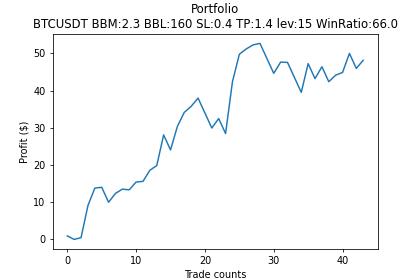 Portfolio
BTCUSDT BBM:2.3 BBL:160 SL:0.4 TP:1.4 lev:15 WinRatio:66.0
50
40
30
20
10
0
Profit ($)
0 10 20 30 40
Trade counts